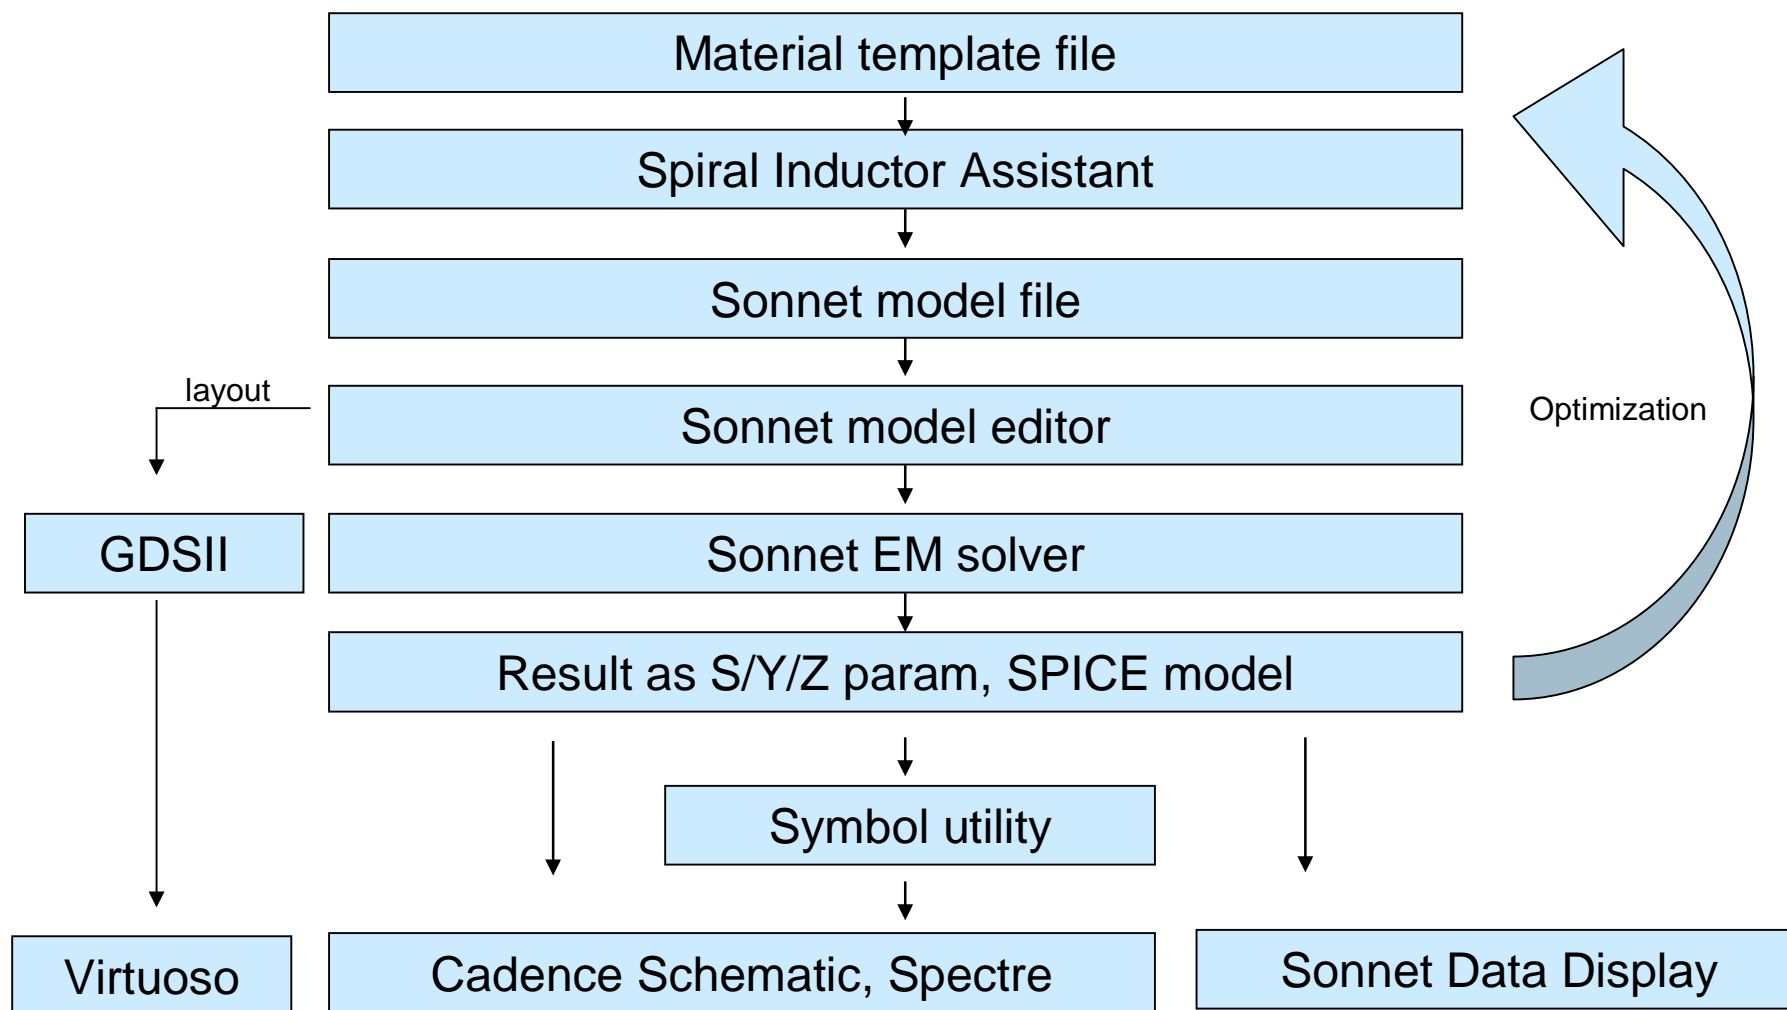 Material template file
Spiral Inductor Assistant
Sonnet model file
layout
Sonnet model editor
Optimization
GDSII
Sonnet EM solver
Result as S/Y/Z param, SPICE model
Symbol utility
Virtuoso
Cadence Schematic, Spectre
Sonnet Data Display